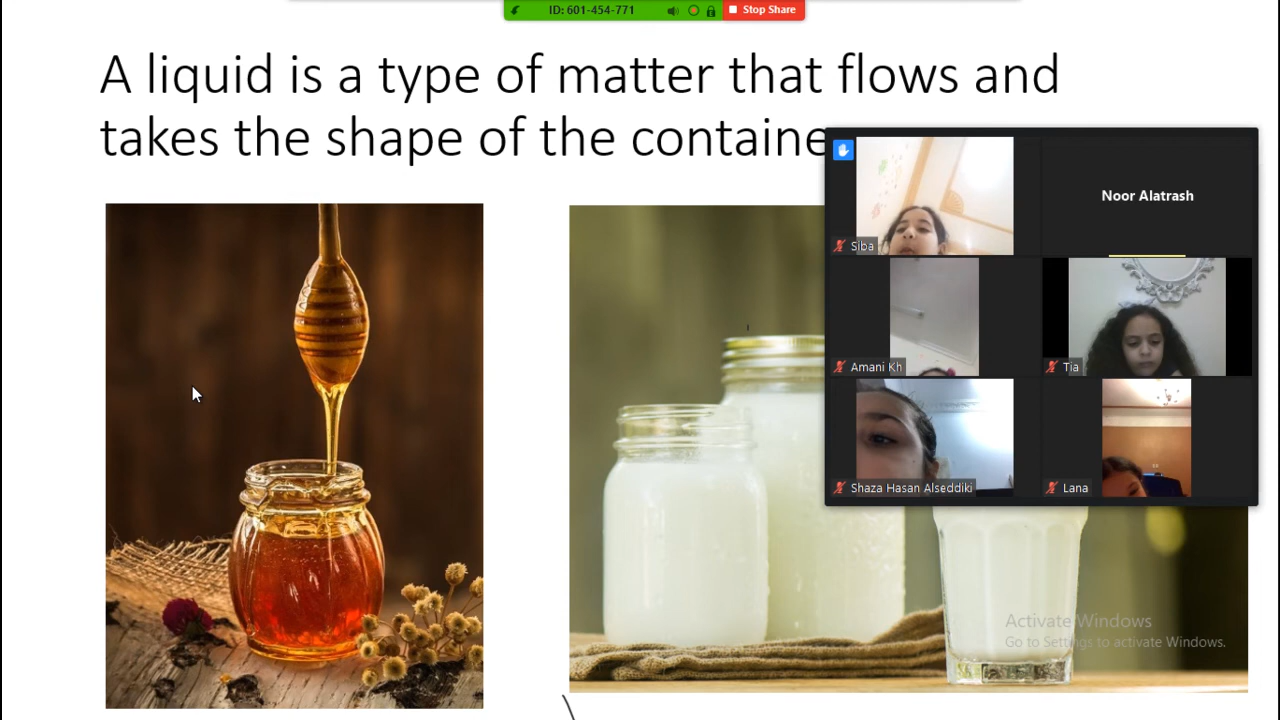 ID: 601-454-771
Stop Share
A liquid is a type of matter that flows and
takes the shape of the containe
Siba
Noor Alatrash
Amani Kh
Tia
Shaza Hasan Alseddiki
Lana
Activate Windows
Go to Settings to activate Windows.